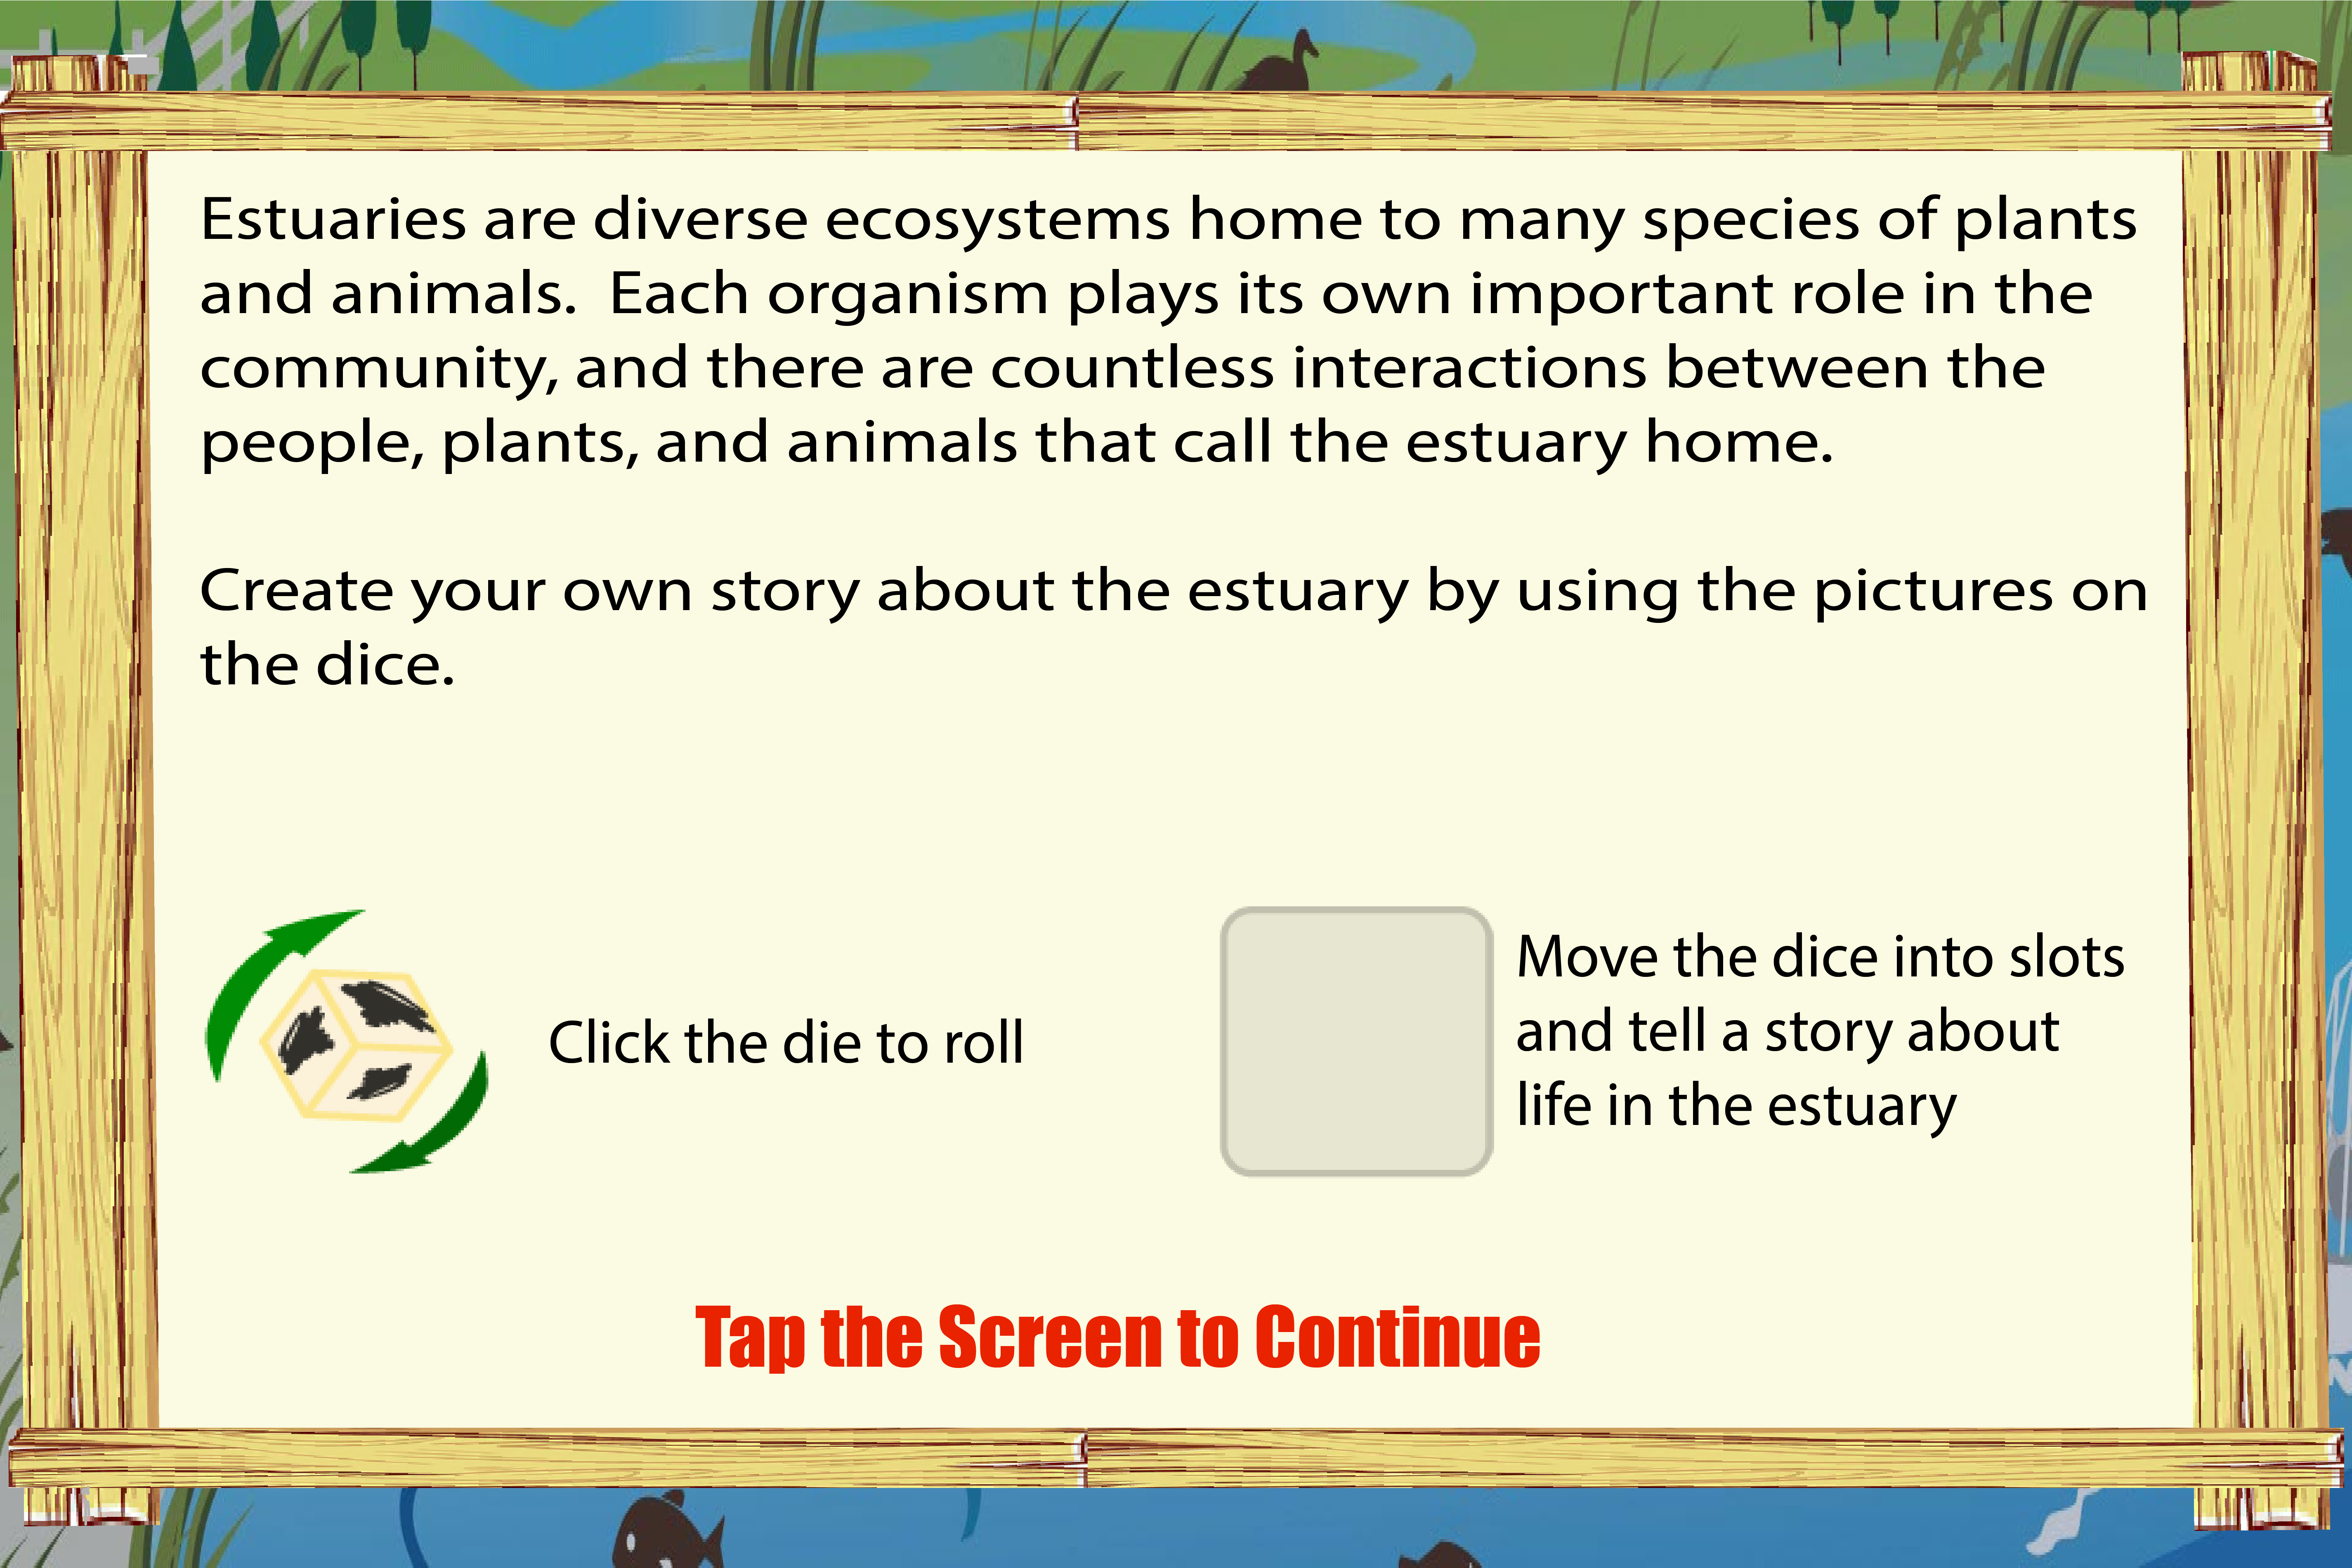 Estuaries are diverse ecosystems home to many species of plants
and animals.  Each organism plays its own important role in the
community, and there are countless interactions between the
people, plants, and animals that call the estuary home.
Create your own story about the estuary by using the pictures on
the dice.
Click the die to roll
Move the dice into slots
and tell a story about
life in the estuary
Tap the Screen to Continue